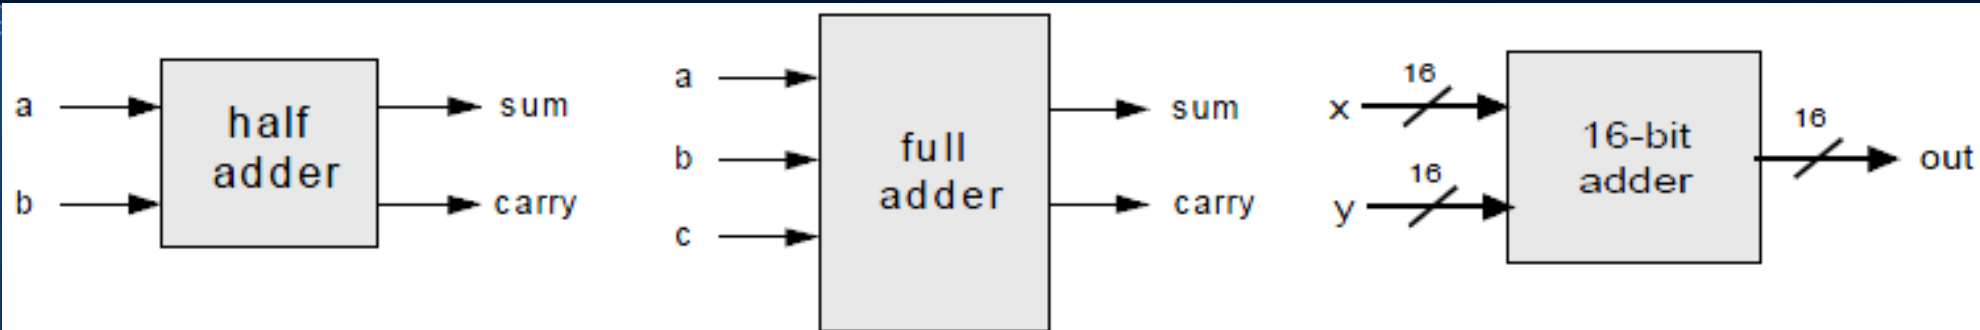 a
b
half
adder
sum
carry
a
b
c
full
adder
sum
carry
16
x
16
y
16-bit
adder
16
out